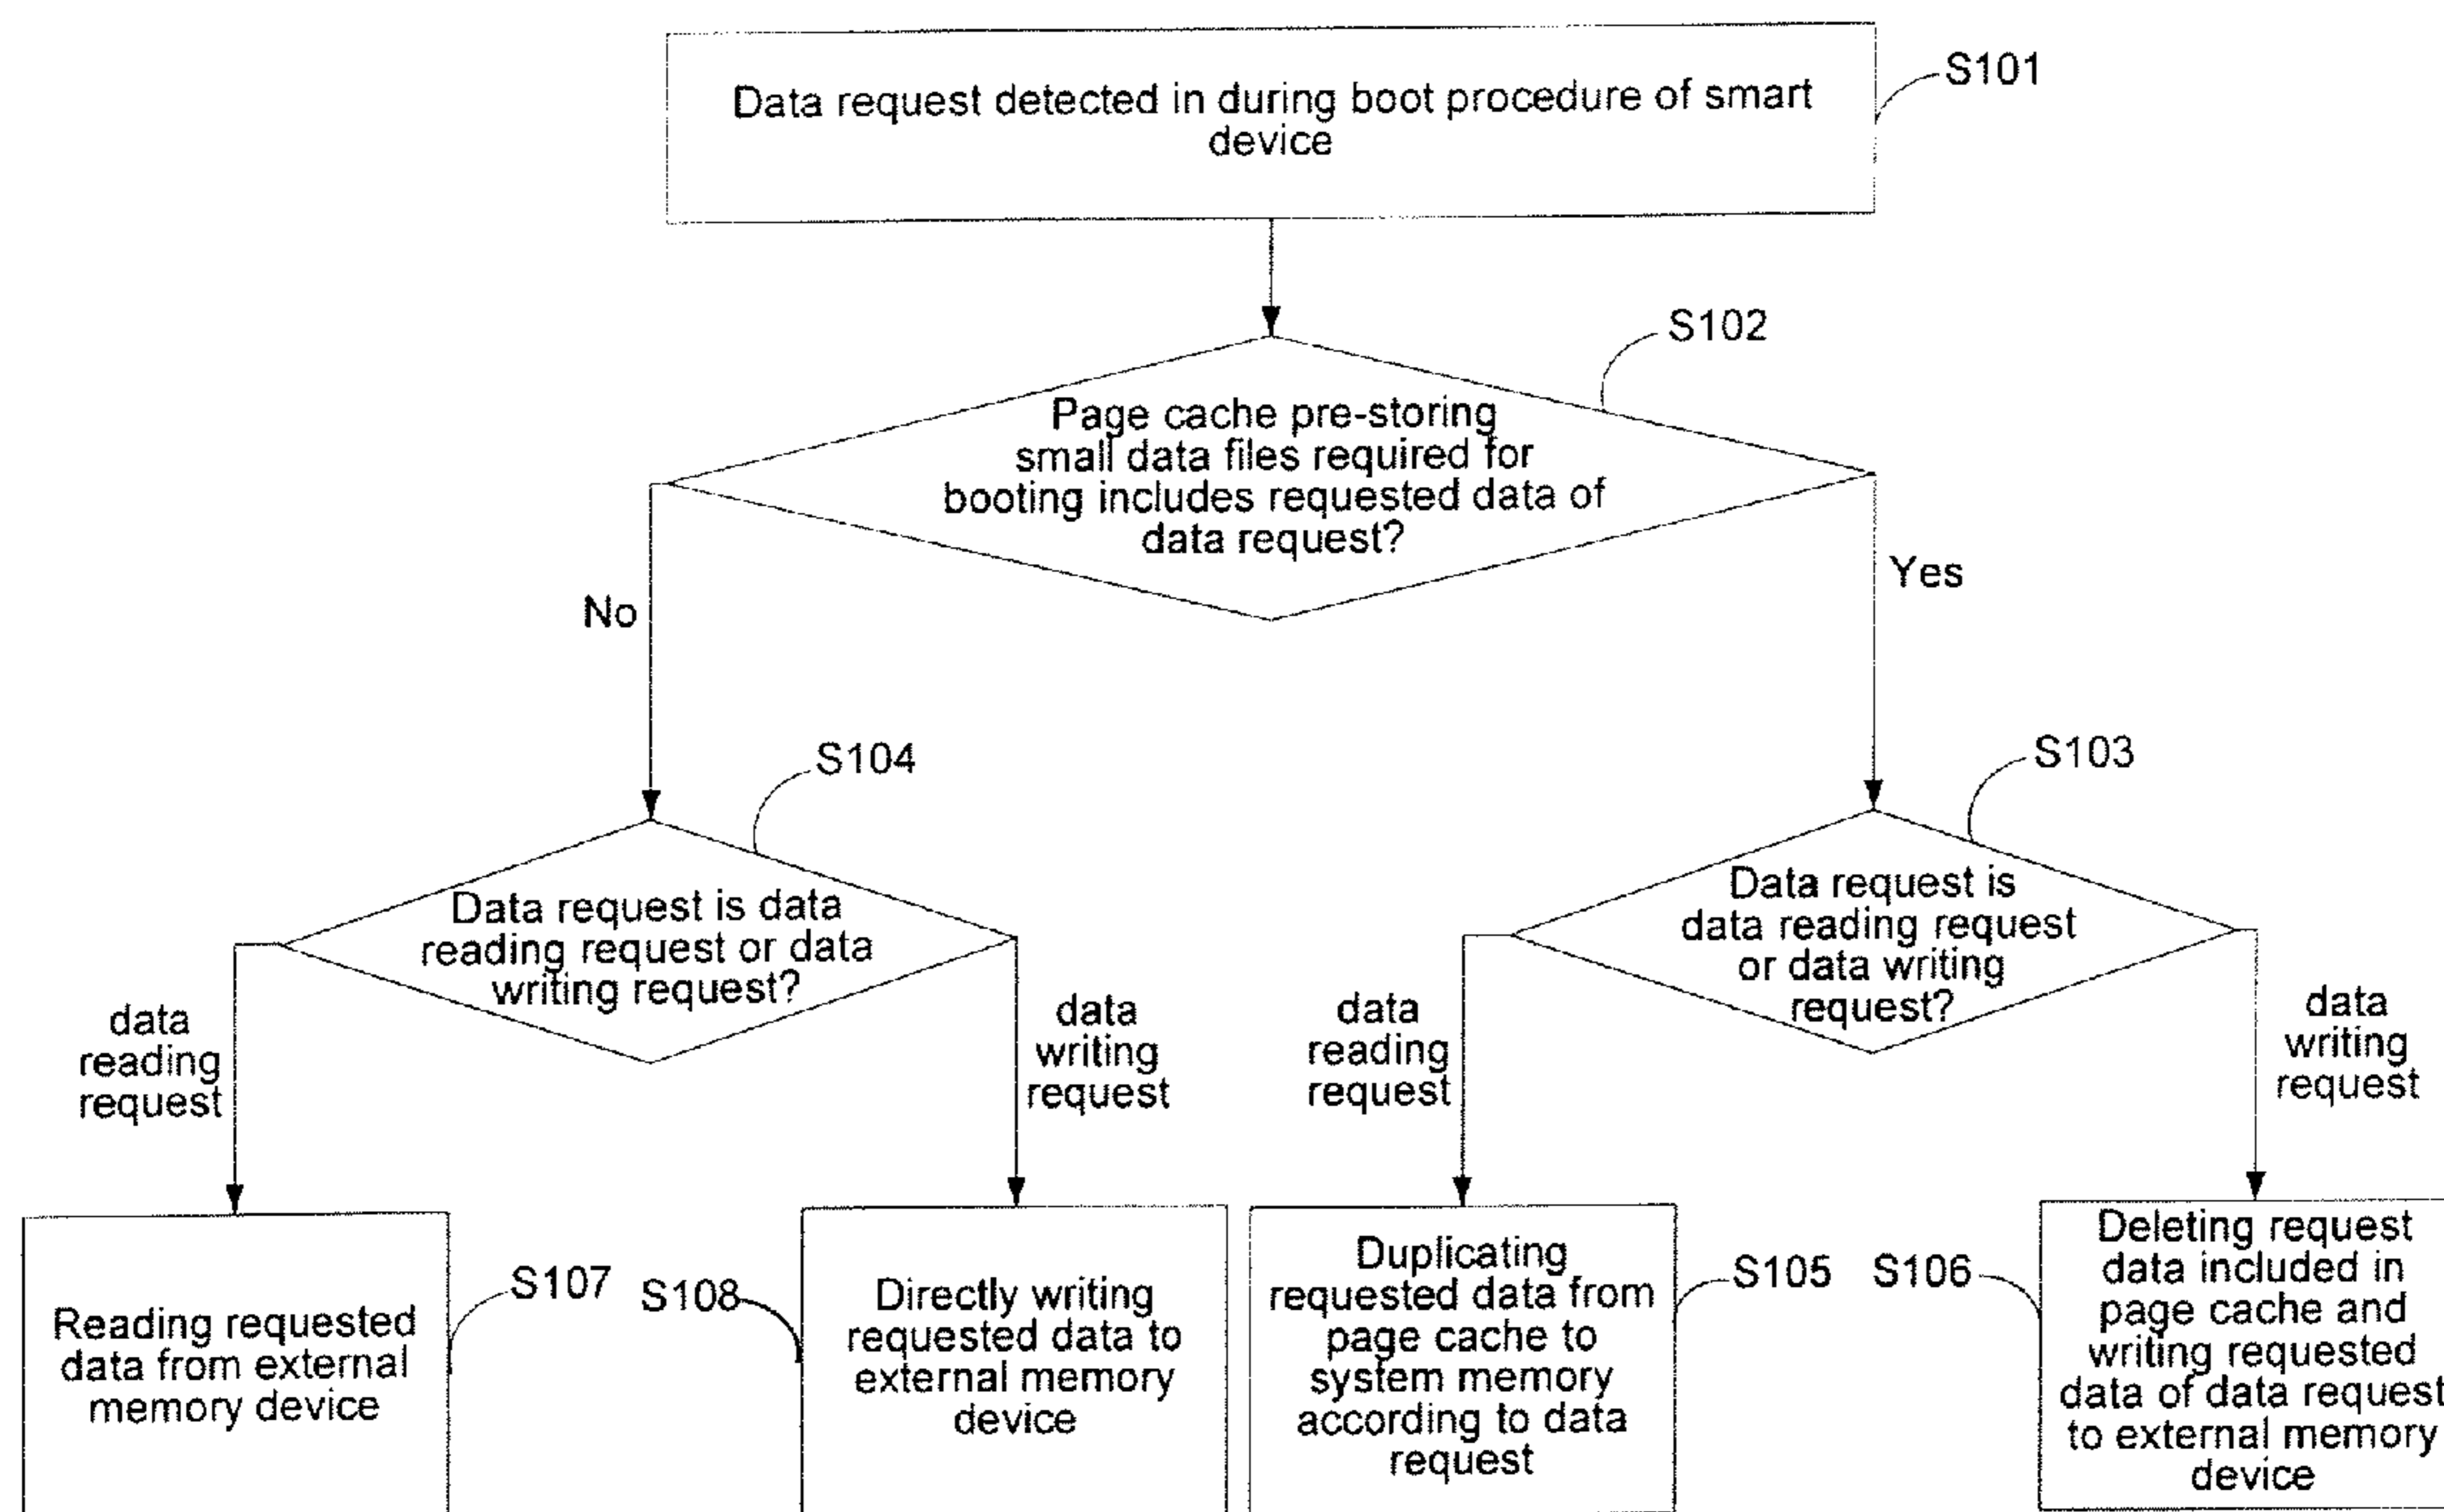 Data request detected in during boot procedure of smart
device
S101
S102
Page cache pre-storing
small data files required for
booting includes requested data of
data request?
No
Yes
S104
S103
Data request is data
reading request or data
writing request?
Data request is
data reading request
or data writing
request?
data
reading
request
data
writing
request
data
reading
request
data
writing
request
Reading requested
data from external
memory device
S107
S108
Directly writing
requested data to
external memory
device
Duplicating
requested data from
page cache to
system memory
according to data
request
S105
S106
Deleting request
data included in
page cache and
writing requested
data of data request
to external memory
device